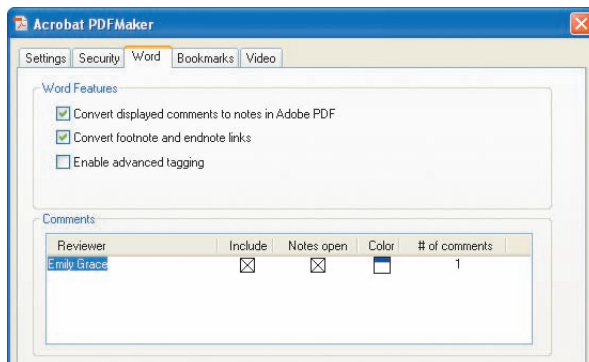 Acrobat PDFMaker
Settings Security Word Bookmarks Video
Word Features
Convert displayed comments to notes in Adobe PDF
Convert footnote and endnote links
Enable advanced tagging
Comments
Reviewer Include Notes open Color # of comments
Emily Grace 1